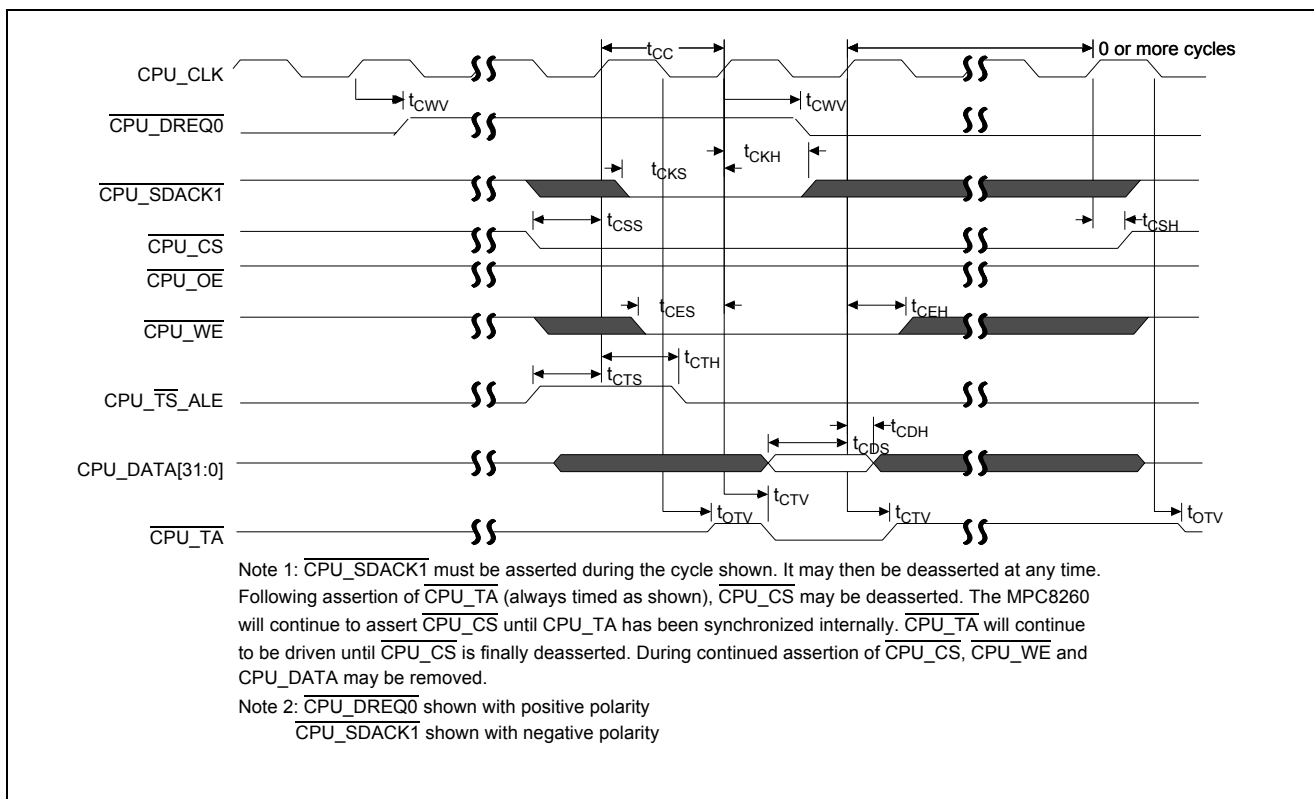 tCC
0 or more cycles
CPU_CLK
tCWV
tCWV
CPU_DREQ0
tCKH
tCKS
CPU_SDACK1
tCSS
tCSH
CPU_CS
CPU_OE
tCES
tCEH
CPU_WE
tCTH
tCTS
CPU_TS_ALE
tCDH
tCDS
CPU_DATA[31:0]
tCTV
tOTV
tCTV
tOTV
CPU_TA
Note 1: CPU_SDACK1 must be asserted during the cycle shown. It may then be deasserted at any time.
Following assertion of CPU_TA (always timed as shown), CPU_CS may be deasserted. The MPC8260
will continue to assert CPU_CS until CPU_TA has been synchronized internally. CPU_TA will continue
to be driven until CPU_CS is finally deasserted. During continued assertion of CPU_CS, CPU_WE and
CPU_DATA may be removed.
Note 2: CPU_DREQ0 shown with positive polarity
CPU_SDACK1 shown with negative polarity